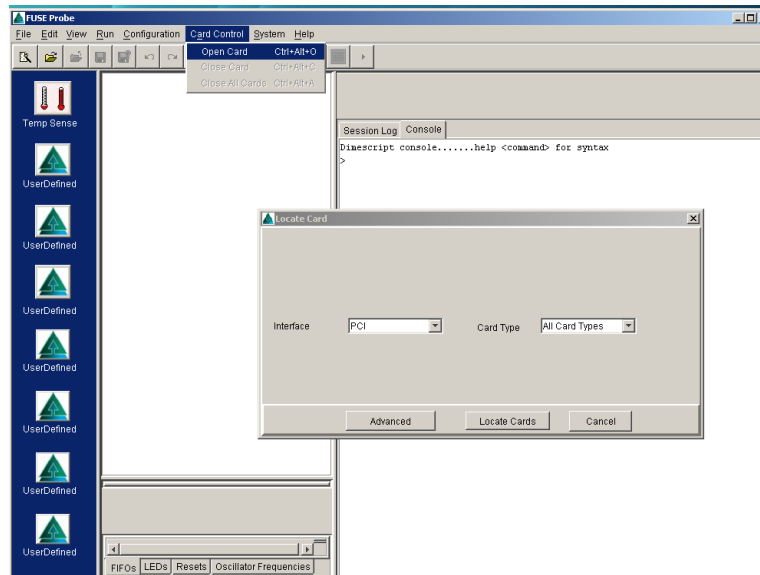 FUSE Probe
File Edit View Run Configuration Card Control System Help
Open Card Ctrl+Alt+O
Close Card Ctrl+Alt+C
Close All Cards Ctrl+Alt+A
Temp Sense
UserDefined
UserDefined
UserDefined
UserDefined
UserDefined
UserDefined
UserDefined
Session Log Console
Dimescript console.......help <command> for syntax
>
Locate Card
Interface PCI Card Type All Card Types
Advanced Locate Cards Cancel
FIFOs LEDs Resets Oscillator Frequencies